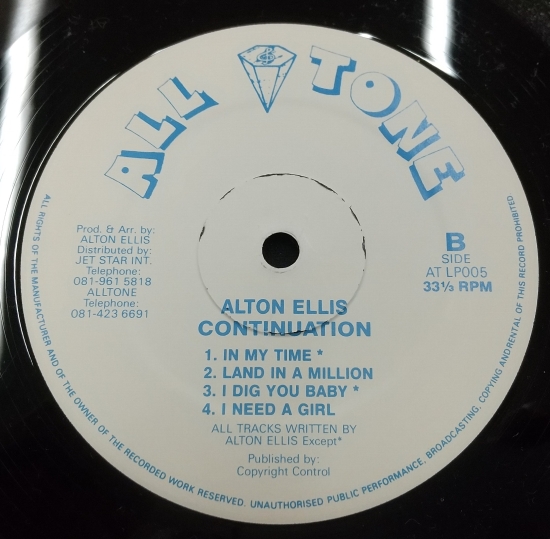 ALL TONE
Prod. & Arr. by:
ALTON ELLIS
Distributed by:
JET STAR INT.
Telephone:
081-961 5818
ALLTONE
Telephone:
081-423 6691
B
SIDE
AT LP005
33⅓ RPM
ALTON ELLIS
CONTINUATION
1. IN MY TIME *
2. LAND IN A MILLION
3. I DIG YOU BABY *
4. I NEED A GIRL
ALL TRACKS WRITTEN BY
ALTON ELLIS Except*
Published by:
Copyright Control
ALL RIGHTS OF THE MANUFACTURER AND OF THE OWNER OF THE RECORDED WORK RESERVED. UNAUTHORISED PUBLIC PERFORMANCE, BROADCASTING, COPYING AND RENTAL OF THIS RECORD PROHIBITED